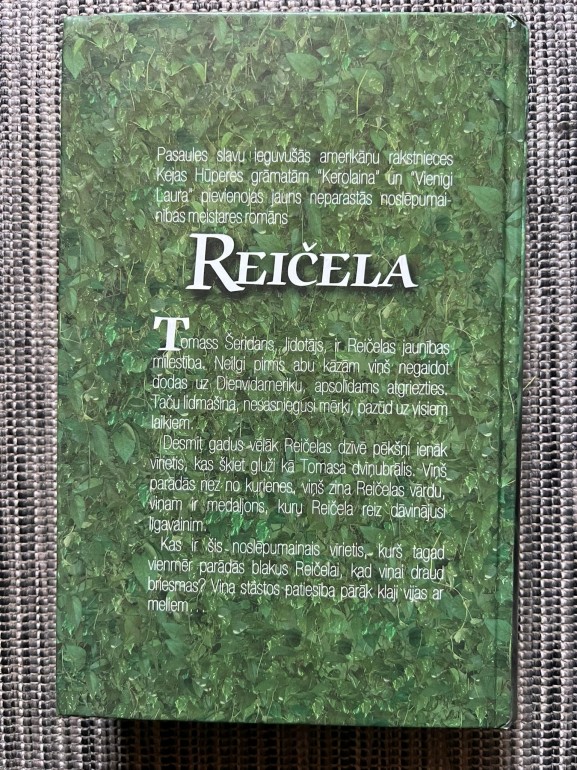 Pasaules slavu ieguvušās amerikāņu rakstnieces
Kejas Hūperes grāmatām "Kerolaina" un "Vienīgi
Laura" pievienojas jauns neparastās noslēpumai-
nības meistares romāns
REIČELA
Tomass Šeridans, lidotājs, ir Reičelas jaunības
mīlestība. Neilgi pirms abu kāzām viņš negaidot
dodas uz Dienvidameriku, apsolīdams atgriezties.
Taču lidmašīna, nesasniegusi mērķi, pazūd uz visiem
laikiem.
Desmit gadus vēlāk Reičelas dzīvē pēkšņi ienāk
vīrietis, kas šķiet gluži kā Tomasa dvīņubrālis. Viņš
parādās nez no kurienes, viņš zina Reičelas vārdu,
viņam ir medaljons, kuru Reičela reiz dāvinājusi
līgavainim.
Kas ir šis noslēpumainais vīrietis, kurš tagad
vienmēr parādās blakus Reičelai, kad viņai draud
briesmas? Viņa stāstos patiesība pārāk klaji vijas ar
meliem...